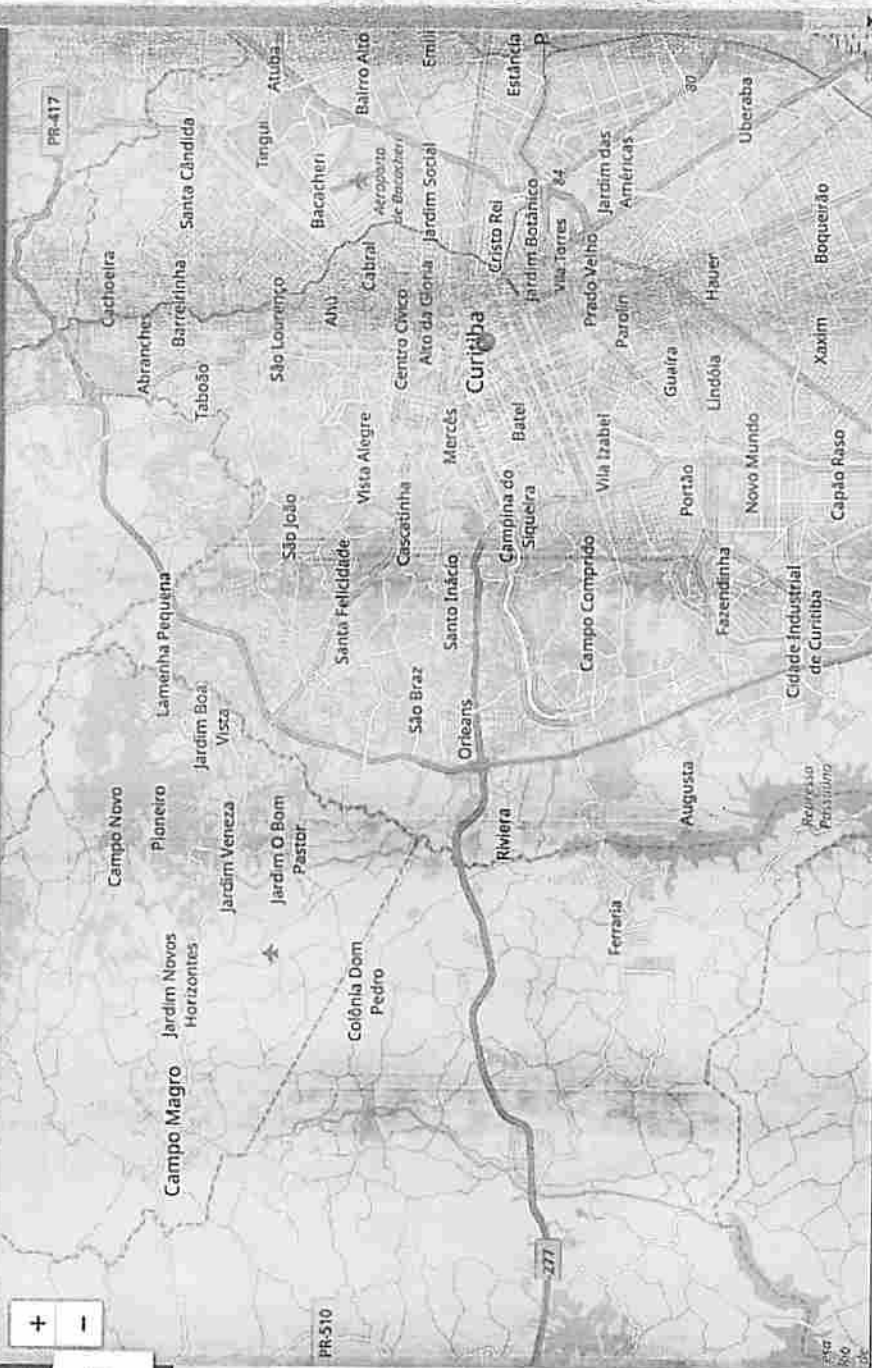 +
−
PR-417
Campo Novo
Cachoeira
Pioneiro
Abranches
Campo Magro
Jardim Novos
Horizontes
Lamenha Pequena
Barreirinha
Santa Cândida
Jardim Boa
Vista
Taboão
Jardim Veneza
Tingui
Atuba
Jardim O Bom
Pastor
São João
São Lourenço
Bacacheri
PR-510
Ahú
Santa Felicidade
Colônia Dom
Pedro
Vista Alegre
Cabral
Bairro Alto
Aeroporto
de Bacacheri
Cascatinha
Centro Cívico
São Braz
Alto da Glória
Jardim Social
Emili
Santo Inácio
Mercês
Orleans
Curitiba
Cristo Rei
Riviera
Campina do
Siqueira
Batel
Estância
P
Jardim Botânico
277
Vila Torres
84
Campo Comprido
Prado Velho
Vila Izabel
Jardim das
Américas
Ferraria
Parolin
Guaíra
Augusta
Portão
80
Lindóia
Hauer
Fazendinha
Novo Mundo
Uberaba
Cidade Industrial
de Curitiba
Represa
Passaúna
Xaxim
Boqueirão
Capão Raso